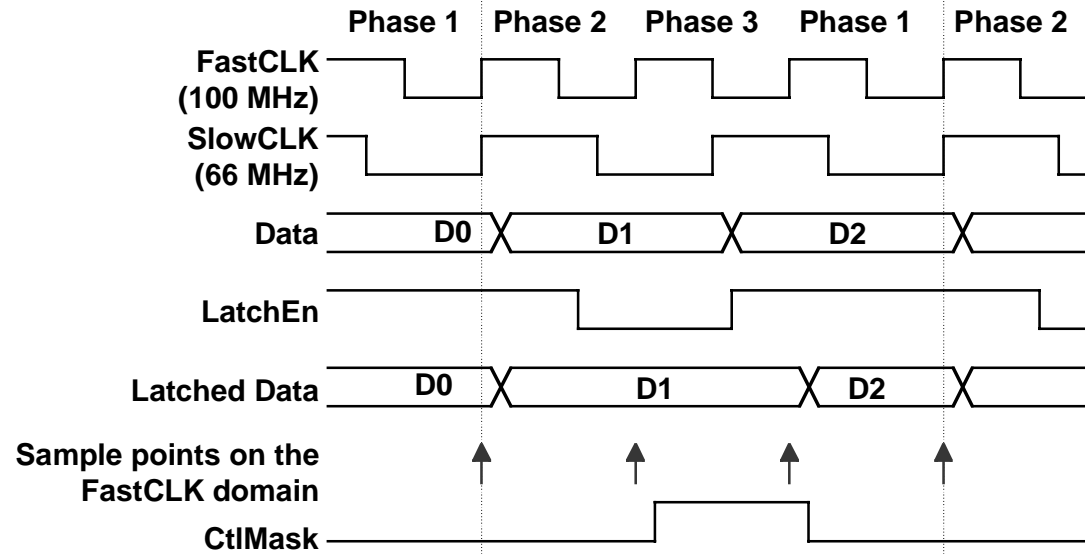 Phase 1 Phase 2 Phase 3 Phase 1 Phase 2
FastCLK
(100 MHz)
SlowCLK
(66 MHz)
Data D0 D1 D2
LatchEn
Latched Data D0 D1 D2
Sample points on the
FastCLK domain
CtlMask